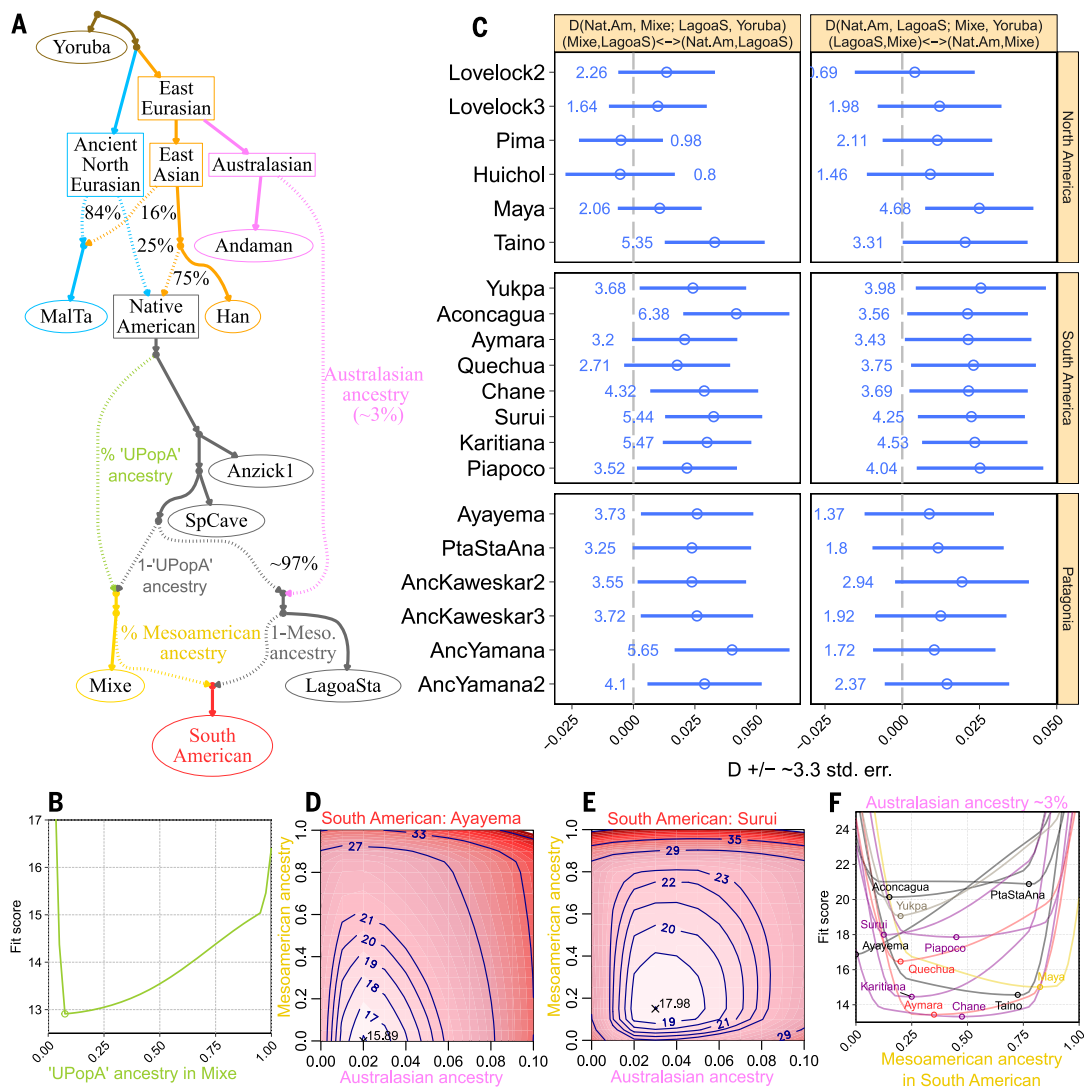 A
Yoruba
East
Eurasian
Ancient
North
Eurasian
East
Asian
Australasian
84%
16%
Andaman
25%
75%
MalTa
Native
American
Han
Australasian
ancestry
(~3%)
% 'UPopA'
ancestry
Anzick1
SpCave
1-'UPopA'
ancestry
~97%
% Mesoamerican
ancestry
1-Meso.
ancestry
Mixe
LagoaSta
South
American
C
D(Nat.Am, Mixe; LagoaS, Yoruba)
(Mixe,LagoaS)<->(Nat.Am,LagoaS)
D(Nat.Am, LagoaS; Mixe, Yoruba)
(LagoaS,Mixe)<->(Nat.Am,Mixe)
Lovelock2 2.26 0.69
Lovelock3 1.64 1.98
Pima 0.98 2.11
Huichol 0.8 1.46
Maya 2.06 4.68
Taino 5.35 3.31
North America
Yukpa 3.68 3.98
Aconcagua 6.38 3.56
Aymara 3.2 3.43
Quechua 2.71 3.75
Chane 4.32 3.69
Surui 5.44 4.25
Karitiana 5.47 4.53
Piapoco 3.52 4.04
South America
Ayayema 3.73 1.37
PtaStaAna 3.25 1.8
AncKaweskar2 3.55 2.94
AncKaweskar3 3.72 1.92
AncYamana 5.65 1.72
AncYamana2 4.1 2.37
Patagonia
−0.025 0.000 0.025 0.050 −0.025 0.000 0.025 0.050
D +/− ~3.3 std. err.
B
17
16
15
14
13
Fit score
0.00 0.25 0.50 0.75 1.00
'UPopA' ancestry in Mixe
D
South American: Ayayema
Mesoamerican ancestry
1.0
0.8
0.6
0.4
0.2
0.0
33
27
21
20
19
18
17
15.89
0.00 0.02 0.04 0.06 0.08 0.10
Australasian ancestry
E
South American: Surui
1.0
0.8
0.6
0.4
0.2
0.0
35
29
23
22
20
17.98
19
21
29
0.00 0.02 0.04 0.06 0.08 0.10
Australasian ancestry
F
Australasian ancestry ~3%
24
22
20
18
16
14
Fit score
Aconcagua
PtaStaAna
Yukpa
Surui
Ayayema
Piapoco
Quechua
Karitiana
Maya
Aymara
Chane
Taino
0.00 0.25 0.50 0.75 1.00
Mesoamerican ancestry
in South American